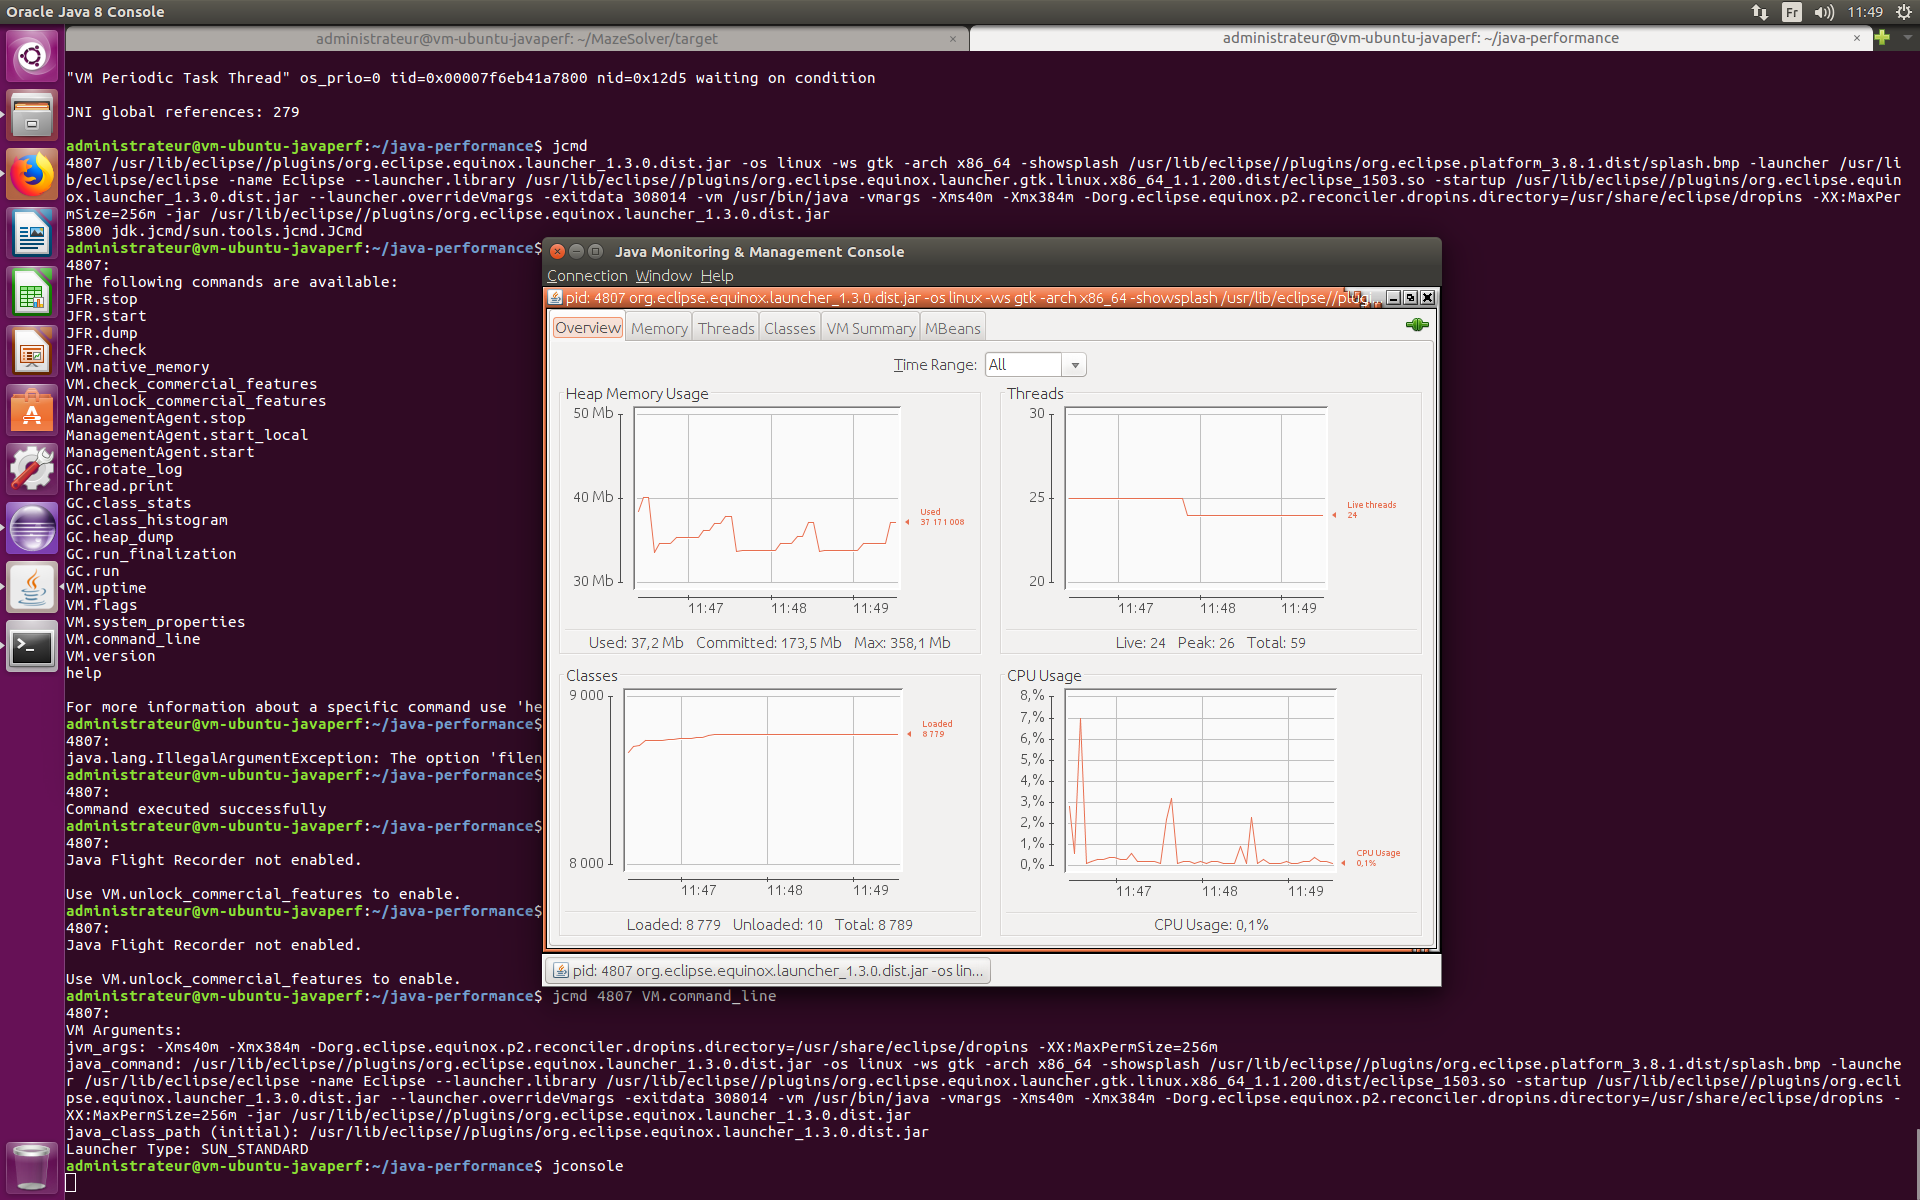 Oracle Java 8 Console
Fr
11:49
administrateur@vm-ubuntu-javaperf: ~/MazeSolver/target
administrateur@vm-ubuntu-javaperf: ~/java-performance
"VM Periodic Task Thread" os_prio=0 tid=0x00007f6eb41a7800 nid=0x12d5 waiting on condition
JNI global references: 279
administrateur@vm-ubuntu-javaperf:~/java-performance$ jcmd
4807 /usr/lib/eclipse//plugins/org.eclipse.equinox.launcher_1.3.0.dist.jar -os linux -ws gtk -arch x86_64 -showsplash /usr/lib/eclipse//plugins/org.eclipse.platform_3.8.1.dist/splash.bmp -launcher /usr/li
b/eclipse/eclipse -name Eclipse --launcher.library /usr/lib/eclipse//plugins/org.eclipse.equinox.launcher.gtk.linux.x86_64_1.1.200.dist/eclipse_1503.so -startup /usr/lib/eclipse//plugins/org.eclipse.equin
ox.launcher_1.3.0.dist.jar --launcher.overrideVmargs -exitdata 308014 -vm /usr/bin/java -vmargs -Xms40m -Xmx384m -Dorg.eclipse.equinox.p2.reconciler.dropins.directory=/usr/share/eclipse/dropins -XX:MaxPer
mSize=256m -jar /usr/lib/eclipse//plugins/org.eclipse.equinox.launcher_1.3.0.dist.jar
5800 jdk.jcmd/sun.tools.jcmd.JCmd
administrateur@vm-ubuntu-javaperf:~/java-performance$
4807:
The following commands are available:
JFR.stop
JFR.start
JFR.dump
JFR.check
VM.native_memory
VM.check_commercial_features
VM.unlock_commercial_features
ManagementAgent.stop
ManagementAgent.start_local
ManagementAgent.start
GC.rotate_log
Thread.print
GC.class_stats
GC.class_histogram
GC.heap_dump
GC.run_finalization
GC.run
VM.uptime
VM.flags
VM.system_properties
VM.command_line
VM.version
help
For more information about a specific command use 'he
administrateur@vm-ubuntu-javaperf:~/java-performance$
4807:
java.lang.IllegalArgumentException: The option 'filen
administrateur@vm-ubuntu-javaperf:~/java-performance$
4807:
Command executed successfully
administrateur@vm-ubuntu-javaperf:~/java-performance$
4807:
Java Flight Recorder not enabled.
Use VM.unlock_commercial_features to enable.
administrateur@vm-ubuntu-javaperf:~/java-performance$
4807:
Java Flight Recorder not enabled.
Use VM.unlock_commercial_features to enable.
administrateur@vm-ubuntu-javaperf:~/java-performance$ jcmd 4807 VM.command_line
4807:
VM Arguments:
jvm_args: -Xms40m -Xmx384m -Dorg.eclipse.equinox.p2.reconciler.dropins.directory=/usr/share/eclipse/dropins -XX:MaxPermSize=256m
java_command: /usr/lib/eclipse//plugins/org.eclipse.equinox.launcher_1.3.0.dist.jar -os linux -ws gtk -arch x86_64 -showsplash /usr/lib/eclipse//plugins/org.eclipse.platform_3.8.1.dist/splash.bmp -launche
r /usr/lib/eclipse/eclipse -name Eclipse --launcher.library /usr/lib/eclipse//plugins/org.eclipse.equinox.launcher.gtk.linux.x86_64_1.1.200.dist/eclipse_1503.so -startup /usr/lib/eclipse//plugins/org.ecli
pse.equinox.launcher_1.3.0.dist.jar --launcher.overrideVmargs -exitdata 308014 -vm /usr/bin/java -vmargs -Xms40m -Xmx384m -Dorg.eclipse.equinox.p2.reconciler.dropins.directory=/usr/share/eclipse/dropins -
XX:MaxPermSize=256m -jar /usr/lib/eclipse//plugins/org.eclipse.equinox.launcher_1.3.0.dist.jar
java_class_path (initial): /usr/lib/eclipse//plugins/org.eclipse.equinox.launcher_1.3.0.dist.jar
Launcher Type: SUN_STANDARD
administrateur@vm-ubuntu-javaperf:~/java-performance$ jconsole
Java Monitoring & Management Console
Connection Window Help
pid: 4807 org.eclipse.equinox.launcher_1.3.0.dist.jar -os linux -ws gtk -arch x86_64 -showsplash /usr/lib/eclipse//plugi...
Overview Memory Threads Classes VM Summary MBeans
Time Range: All
Heap Memory Usage
50 Mb
40 Mb
30 Mb
Used
37 171 008
11:47 11:48 11:49
Used: 37,2 Mb Committed: 173,5 Mb Max: 358,1 Mb
Threads
30
25
20
Live threads
24
11:47 11:48 11:49
Live: 24 Peak: 26 Total: 59
Classes
9 000
8 000
Loaded
8 779
11:47 11:48 11:49
Loaded: 8 779 Unloaded: 10 Total: 8 789
CPU Usage
8,%
7,%
6,%
5,%
4,%
3,%
2,%
1,%
0,%
CPU Usage
0,1%
11:47 11:48 11:49
CPU Usage: 0,1%
pid: 4807 org.eclipse.equinox.launcher_1.3.0.dist.jar -os lin...